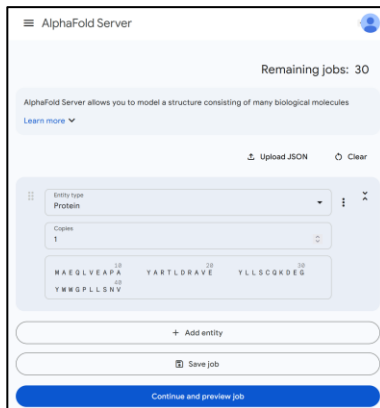 AlphaFold Server
Remaining jobs: 30
AlphaFold Server allows you to model a structure consisting of many biological molecules
Learn more
Upload JSON Clear
Entity type
Protein
Copies
1
10 20 30
MAEQLVEAPA YARTLDRAVE YLLSCQKDEG
40
YWWGPLLSNV
+ Add entity
Save job
Continue and preview job